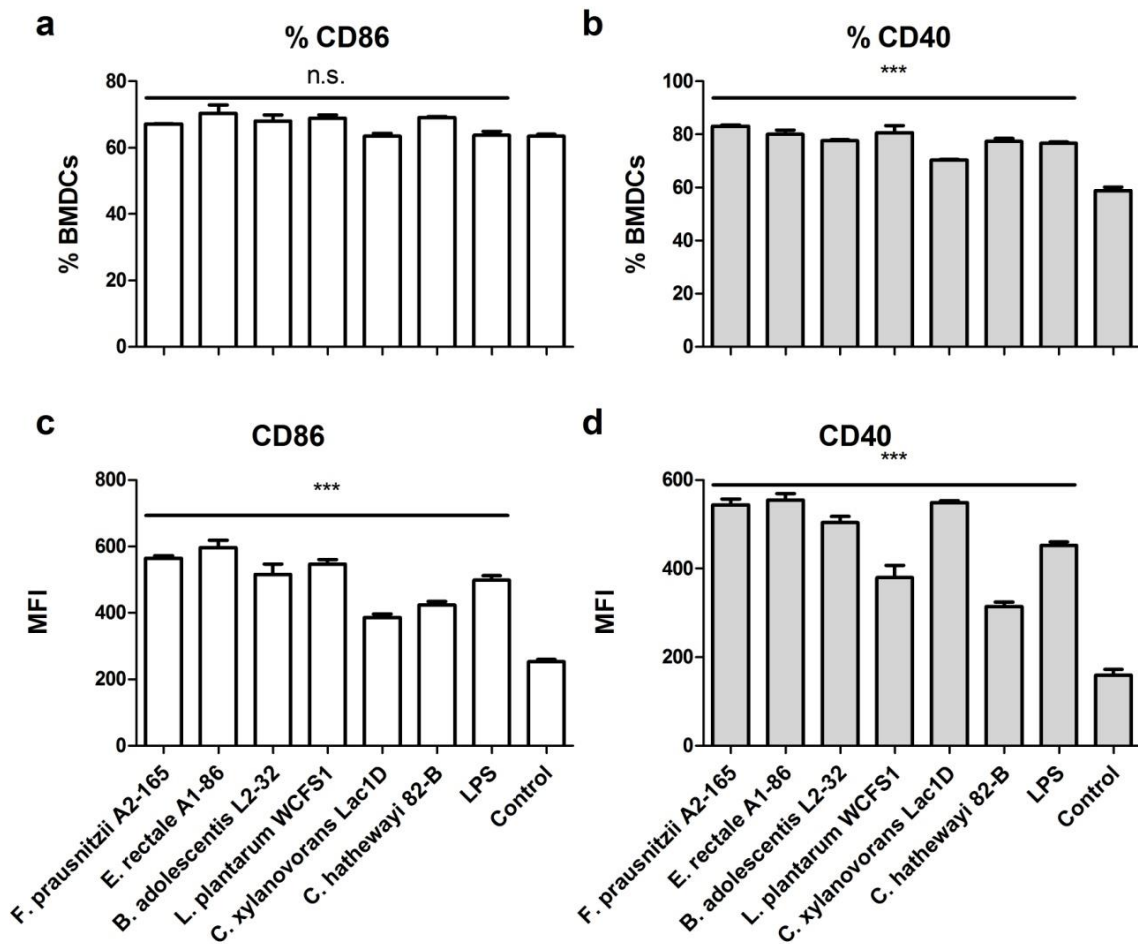 a
% CD86
n.s.
% BMDCs
80
60
40
20
0
b
% CD40
***
% BMDCs
100
80
60
40
20
0
c
CD86
***
MFI
800
600
400
200
0
F. prausnitzii A2-165
E. rectale A1-86
B. adolescentis L2-32
L. plantarum WCFS1
C. xylanovorans Lac1D
C. hathewayi 82-B
LPS
Control
d
CD40
***
MFI
600
400
200
0
F. prausnitzii A2-165
E. rectale A1-86
B. adolescentis L2-32
L. plantarum WCFS1
C. xylanovorans Lac1D
C. hathewayi 82-B
LPS
Control